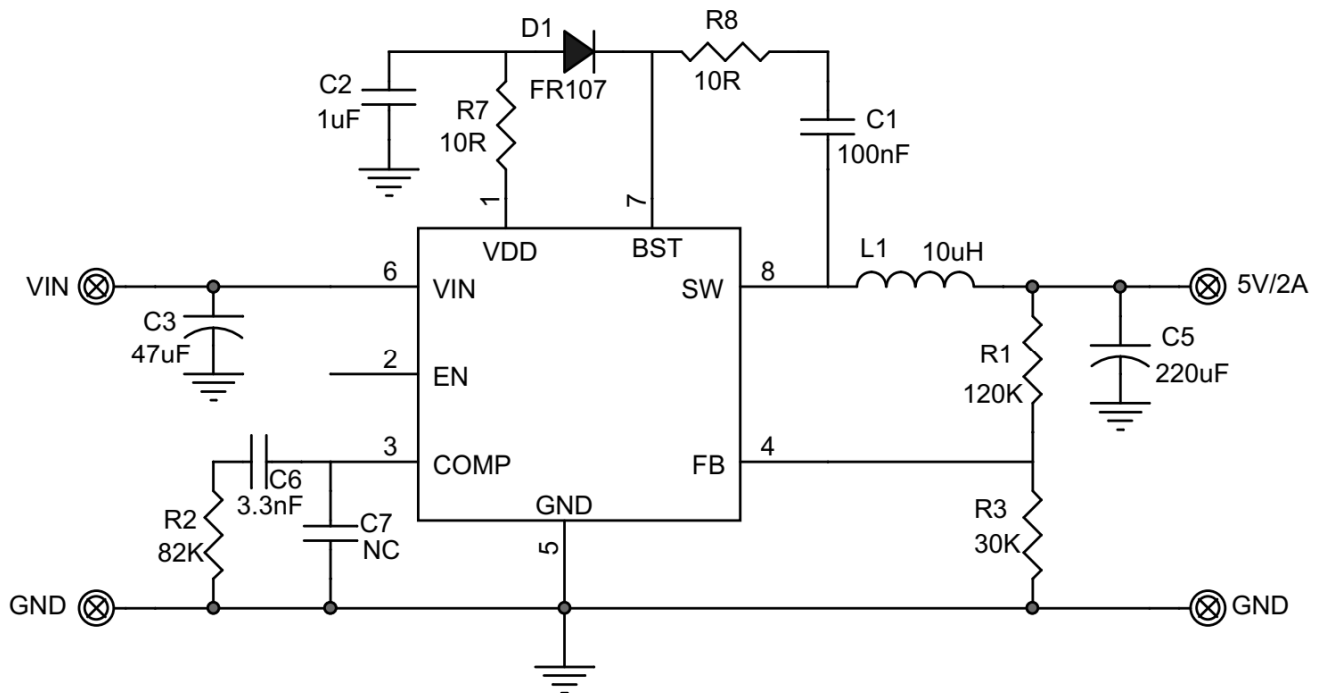 D1
FR107
R8
10R
C2
1uF
R7
10R
C1
100nF
1
7
VDD
BST
VIN
6
VIN
SW
8
L1
10uH
5V/2A
C3
47uF
2
EN
R1
120K
C5
220uF
3
COMP
FB
4
C6
3.3nF
GND
R2
82K
C7
NC
5
R3
30K
GND
GND